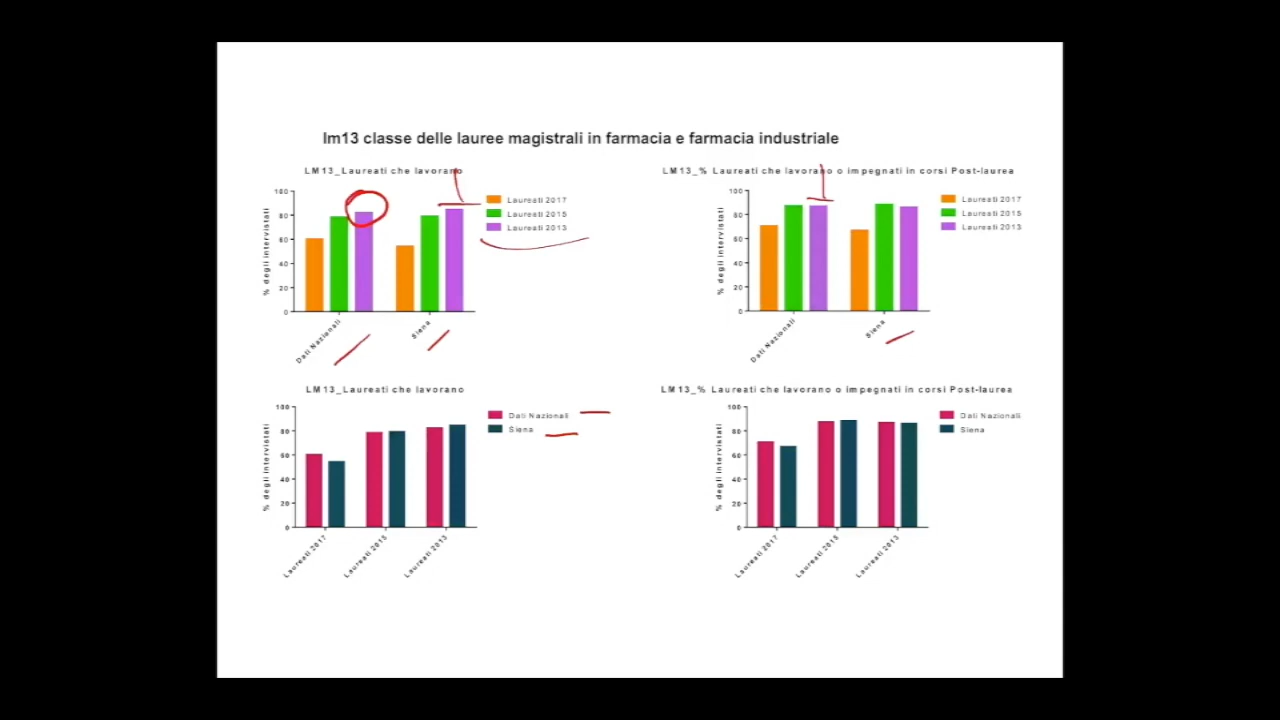 lm13 classe delle lauree magistrali in farmacia e farmacia industriale
LM13_Laureati che lavorano
% degli intervistati
100
80
60
40
20
0
Dati Nazionali
Siena
Laureati 2017
Laureati 2015
Laureati 2013
LM13_% Laureati che lavorano o impegnati in corsi Post-laurea
% degli intervistati
100
80
60
40
20
0
Dati Nazionali
Siena
Laureati 2017
Laureati 2015
Laureati 2013
LM13_Laureati che lavorano
% degli intervistati
100
80
60
40
20
0
Laureati 2017
Laureati 2015
Laureati 2013
Dati Nazionali
Siena
LM13_% Laureati che lavorano o impegnati in corsi Post-laurea
% degli intervistati
100
80
60
40
20
0
Laureati 2017
Laureati 2015
Laureati 2013
Dati Nazionali
Siena